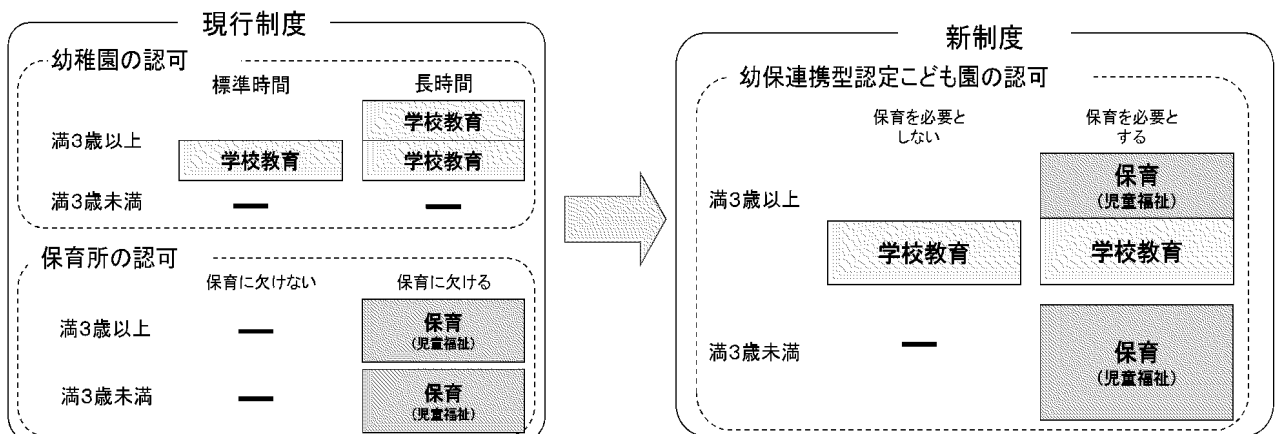 現行制度
幼稚園の認可
標準時間
長時間
学校教育
満3歳以上
学校教育
学校教育
満3歳未満
ー
ー
保育所の認可
保育に欠けない
保育に欠ける
満3歳以上
ー
保育
(児童福祉)
満3歳未満
ー
保育
(児童福祉)
新制度
幼保連携型認定こども園の認可
保育を必要と
しない
保育を必要と
する
満3歳以上
保育
(児童福祉)
学校教育
学校教育
満3歳未満
ー
保育
(児童福祉)